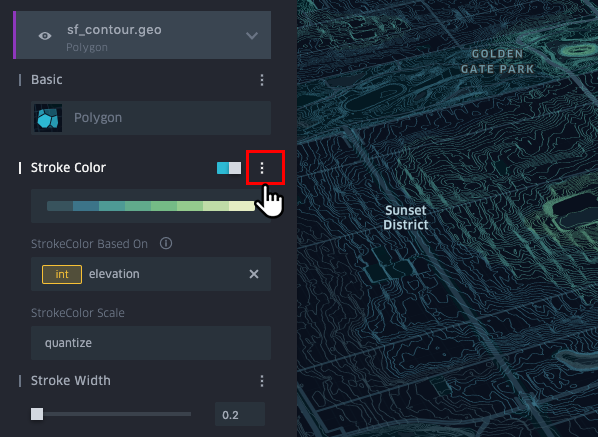 sf_contour.geo
Polygon
Basic
Polygon
Stroke Color
StrokeColor Based On
int elevation
StrokeColor Scale
quantize
Stroke Width
0.2
GOLDEN
GATE PARK
Sunset
District